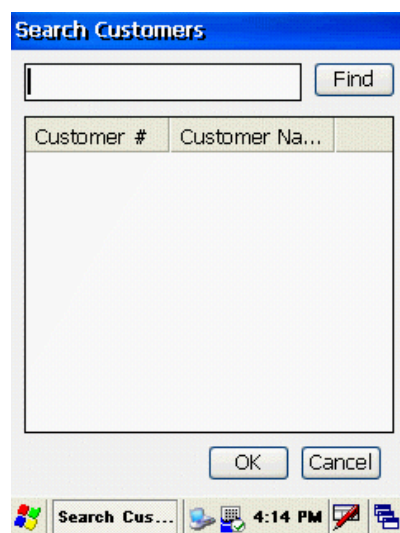 Search Customers
Find
Customer # Customer Na...
OK Cancel
Search Cus... 4:14 PM